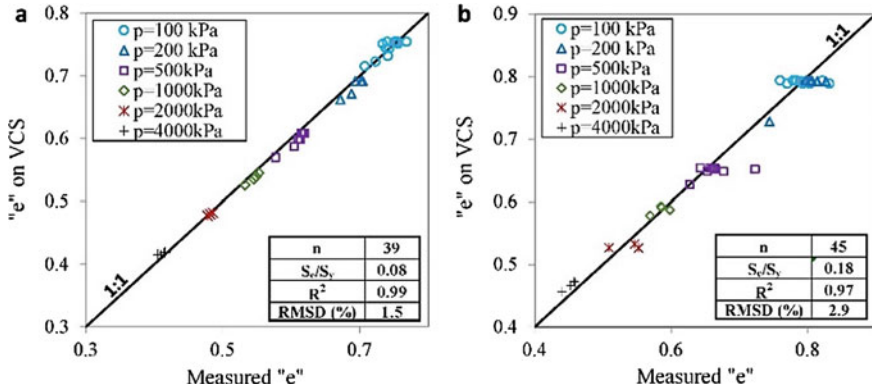 a
0.8
0.7
0.6
0.5
0.4
0.3
"e" on VCS
p=100 kPa
p=200 kPa
p=500kPa
p=1000kPa
p=2000kPa
p=4000kPa
1:1
n 39
Se/Sy 0.08
R² 0.99
RMSD (%) 1.5
0.3 0.5 0.7
Measured "e"
b
0.9
0.8
0.7
0.6
0.5
0.4
"e" on VCS
p=100 kPa
p=200 kPa
p=500kPa
p=1000kPa
p=2000kPa
p=4000kPa
1:1
n 45
Se/Sy 0.18
R² 0.97
RMSD (%) 2.9
0.4 0.6 0.8
Measured "e"